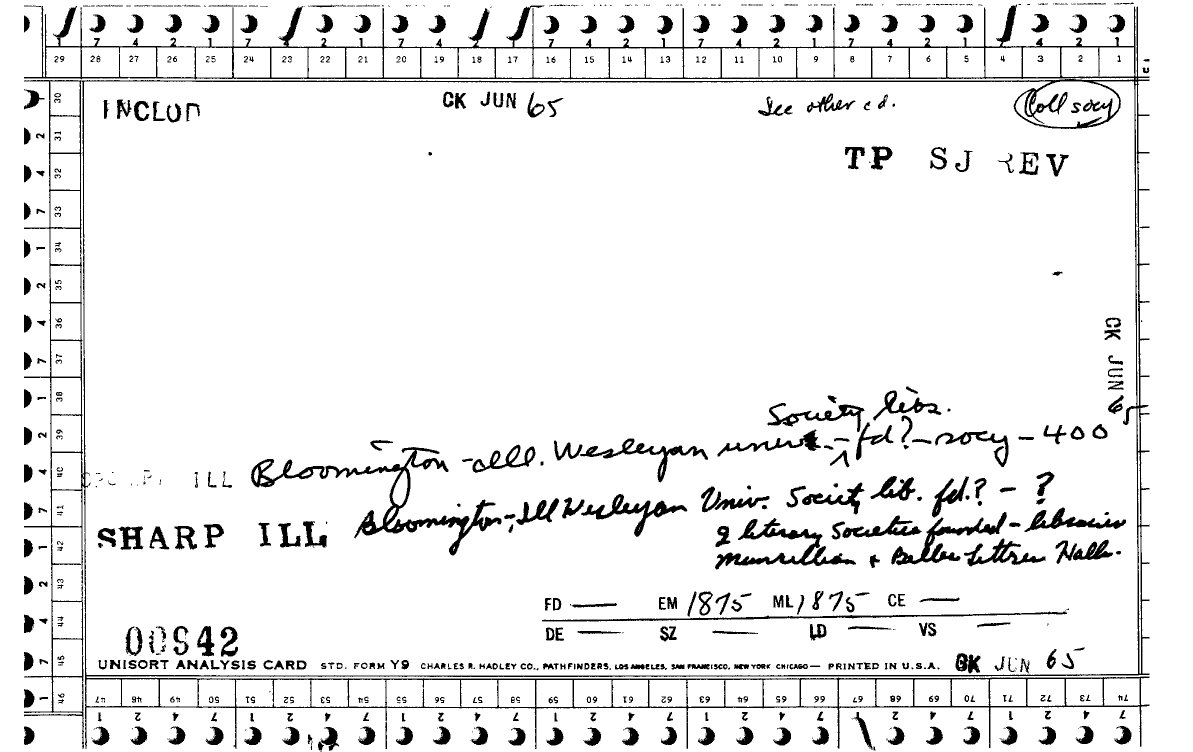 1 7 4 2 1 7 4 2 1 7 4 2 1 7 4 2 1 7 4 2 1 7 4 2 1 7 4 2 1
29 28 27 26 25 24 23 22 21 20 19 18 17 16 15 14 13 12 11 10 9 8 7 6 5 4 3 2 1
INCLUD CK JUN 65 See other cd. Coll socy
TP SJ REV
CK JUN 65
Society libs.
ILL Bloomington - Ill. Wesleyan univ. - fd? - socy - 400
SHARP ILL Bloomington, Ill Wesleyan Univ. Society lib. fd.? - ?
2 literary Societies founded - libraries
Munsellian + Belles Lettres Halls.
FD — EM 1875 ML 1875 CE —
DE — SZ — LD — VS —
00942
UNISORT ANALYSIS CARD STD. FORM Y9 CHARLES R. HADLEY CO., PATHFINDERS, LOS ANGELES, SAN FRANCISCO, NEW YORK CHICAGO — PRINTED IN U.S.A. CK JUN 65
30 31 32 33 34 35 36 37 38 39 40 41 42 43 44 45 46
47 48 49 50 51 52 53 54 55 56 57 58 59 60 61 62 63 64 65 66 67 68 69 70 71 72 73 74
1 2 4 7 1 2 4 7 1 2 4 7 1 2 4 7 1 2 4 7 1 2 4 7 1 2 4 7